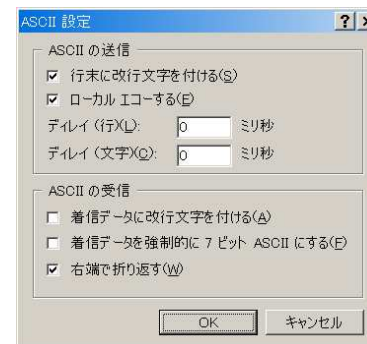 ASCII 設定
ASCII の送信
行末に改行文字を付ける(S)
ローカル エコーする(E)
ディレイ (行)(L): 0 ミリ秒
ディレイ (文字)(C): 0 ミリ秒
ASCII の受信
着信データに改行文字を付ける(A)
着信データを強制的に 7 ビット ASCII にする(F)
右端で折り返す(W)
OK キャンセル